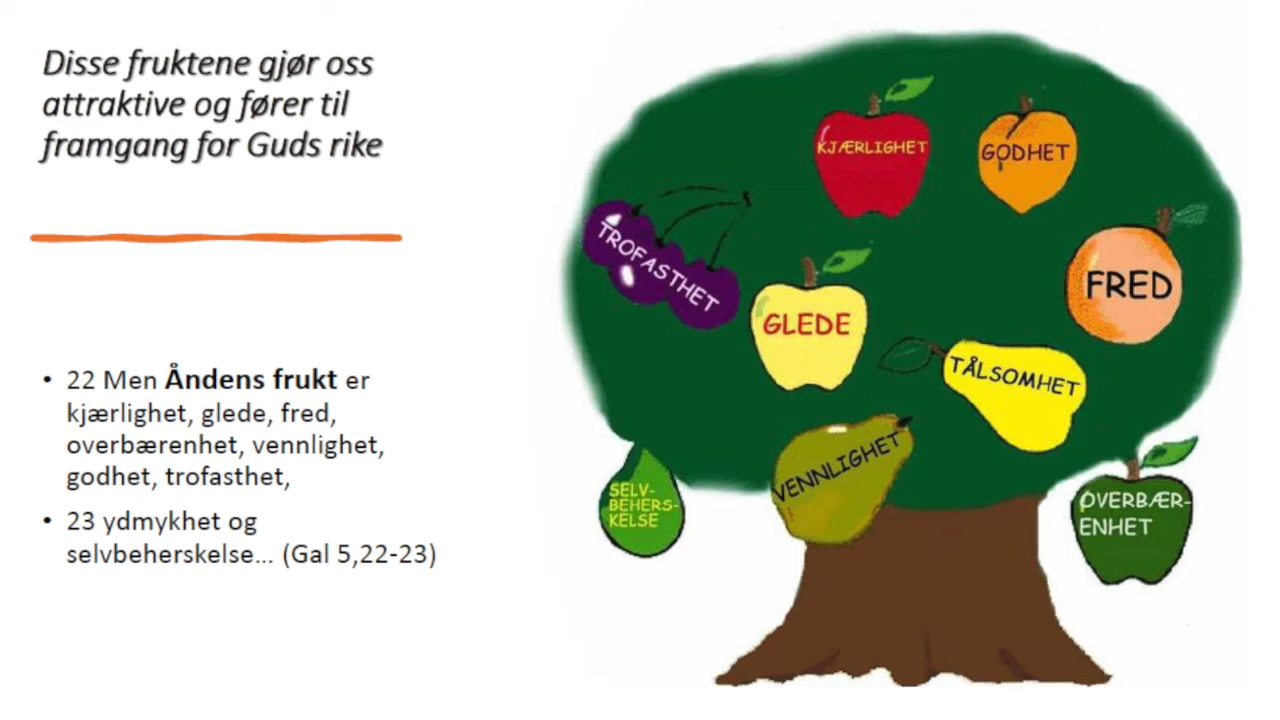 Disse fruktene gjør oss
attraktive og fører til
framgang for Guds rike
• 22 Men Åndens frukt er
kjærlighet, glede, fred,
overbærenhet, vennlighet,
godhet, trofasthet,
• 23 ydmykhet og
selvbeherskelse... (Gal 5,22-23)
KJÆRLIGHET
GODHET
TROFASTHET
FRED
GLEDE
TÅLSOMHET
VENNLIGHET
SELV-
BEHERS-
KELSE
OVERBÆR-
ENHET